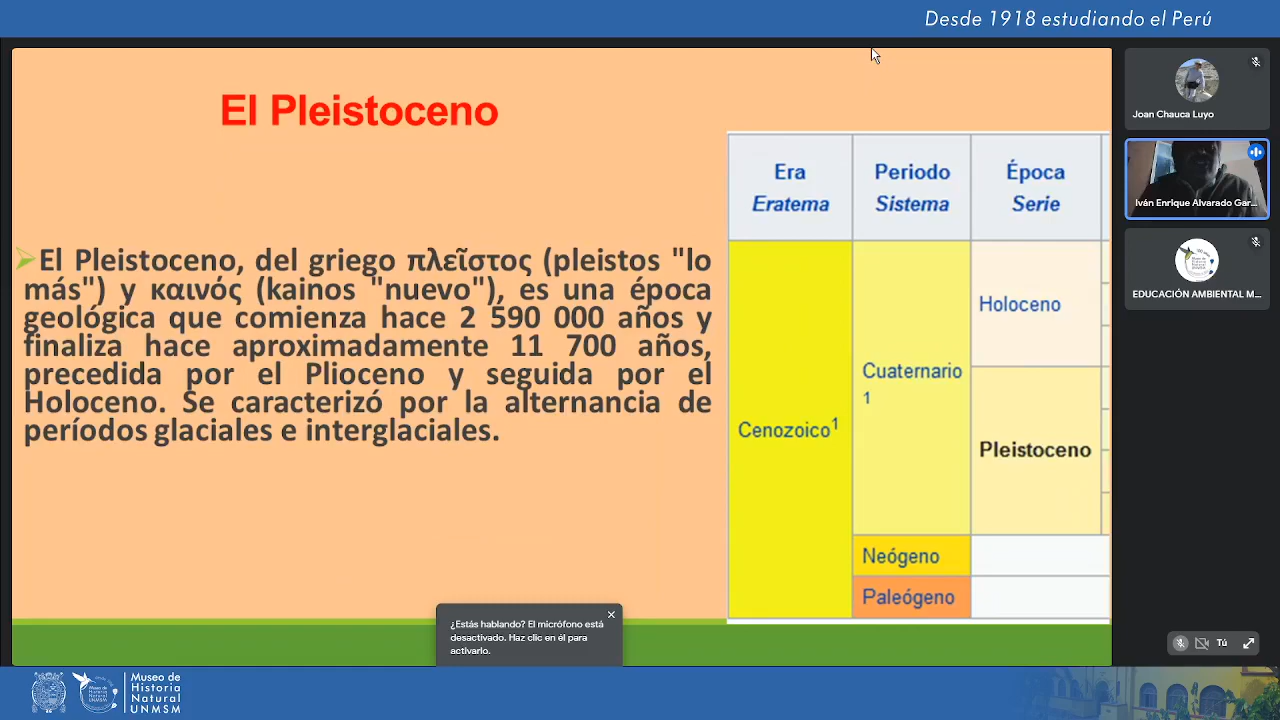 Desde 1918 estudiando el Perú
El Pleistoceno
El Pleistoceno, del griego πλεῖστος (pleistos "lo
más") y καινός (kainos "nuevo"), es una época
geológica que comienza hace 2 590 000 años y
finaliza hace aproximadamente 11 700 años,
precedida por el Plioceno y seguida por el
Holoceno. Se caracterizó por la alternancia de
períodos glaciales e interglaciales.
Era
Eratema
Periodo
Sistema
Época
Serie
Cenozoico1
Cuaternario
1
Holoceno
Pleistoceno
Neógeno
Paleógeno
Joan Chauca Luyo
Iván Enrique Alvarado Gar...
EDUCACIÓN AMBIENTAL M...
¿Estás hablando? El micrófono está
desactivado. Haz clic en él para
activarlo.
Tú
Museo de
Historia
Natural
UNMSM